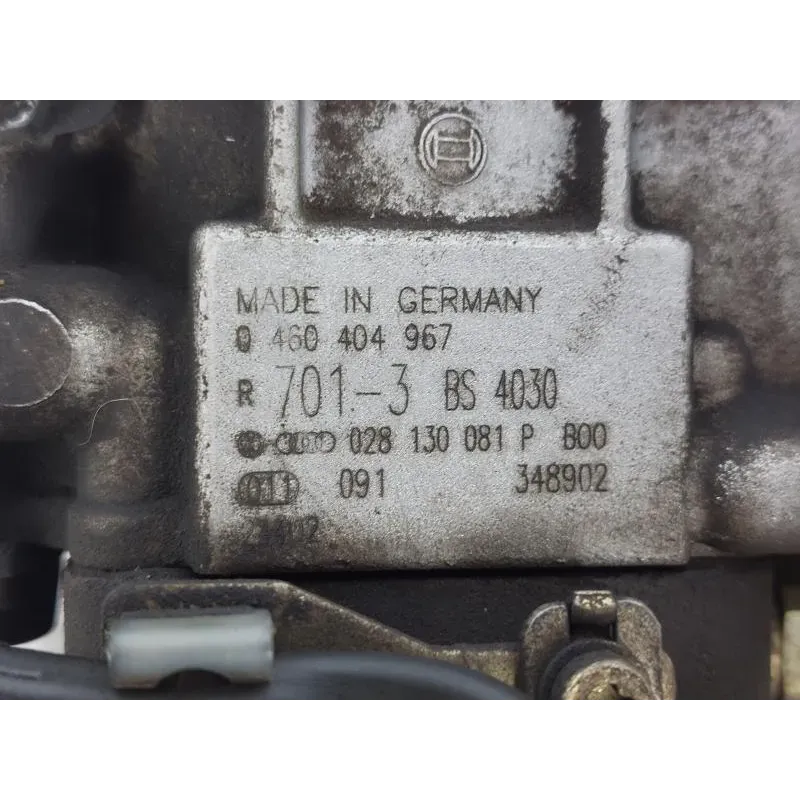 MADE IN GERMANY
0 460 404 967
R 701-3 BS 4030
028 130 081 P B00
011 091 348902